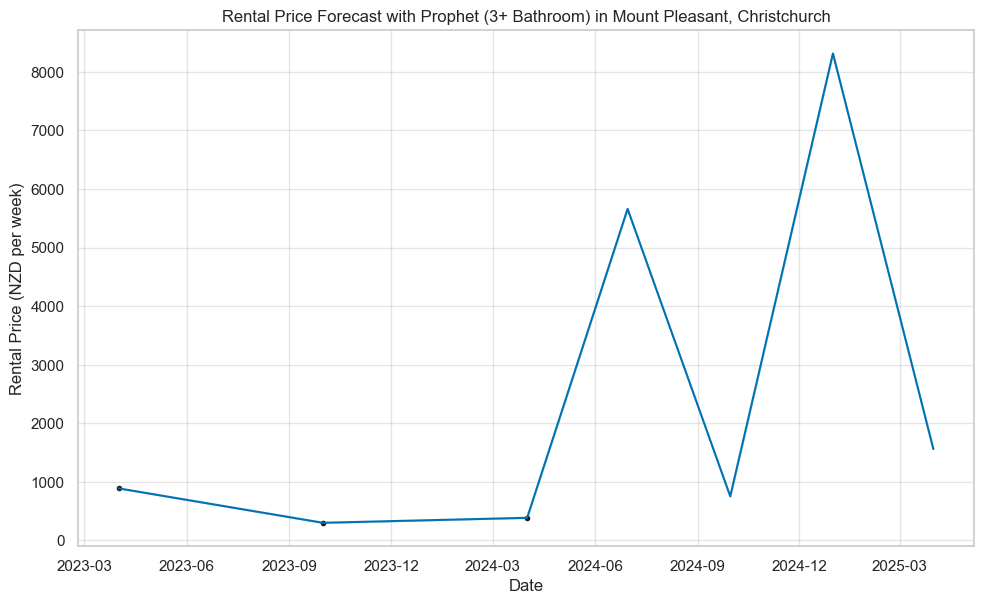 Rental Price Forecast with Prophet (3+ Bathroom) in Mount Pleasant, Christchurch
Rental Price (NZD per week)
8000
7000
6000
5000
4000
3000
2000
1000
0
2023-03 2023-06 2023-09 2023-12 2024-03 2024-06 2024-09 2024-12 2025-03
Date